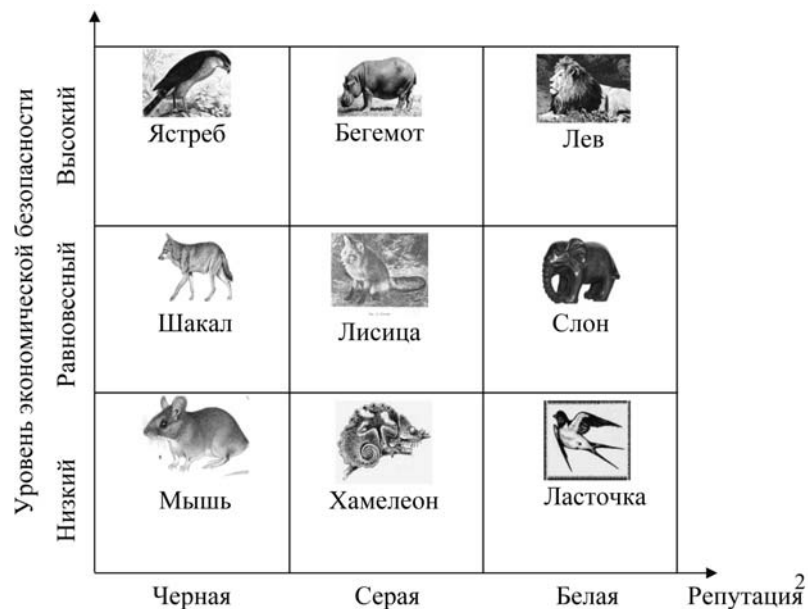 Уровень экономической безопасности
Высокий
Ястреб
Бегемот
Лев
Равновесный
Шакал
Лисица
Слон
Низкий
Мышь
Хамелеон
Ласточка
Черная
Серая
Белая
Репутация
2